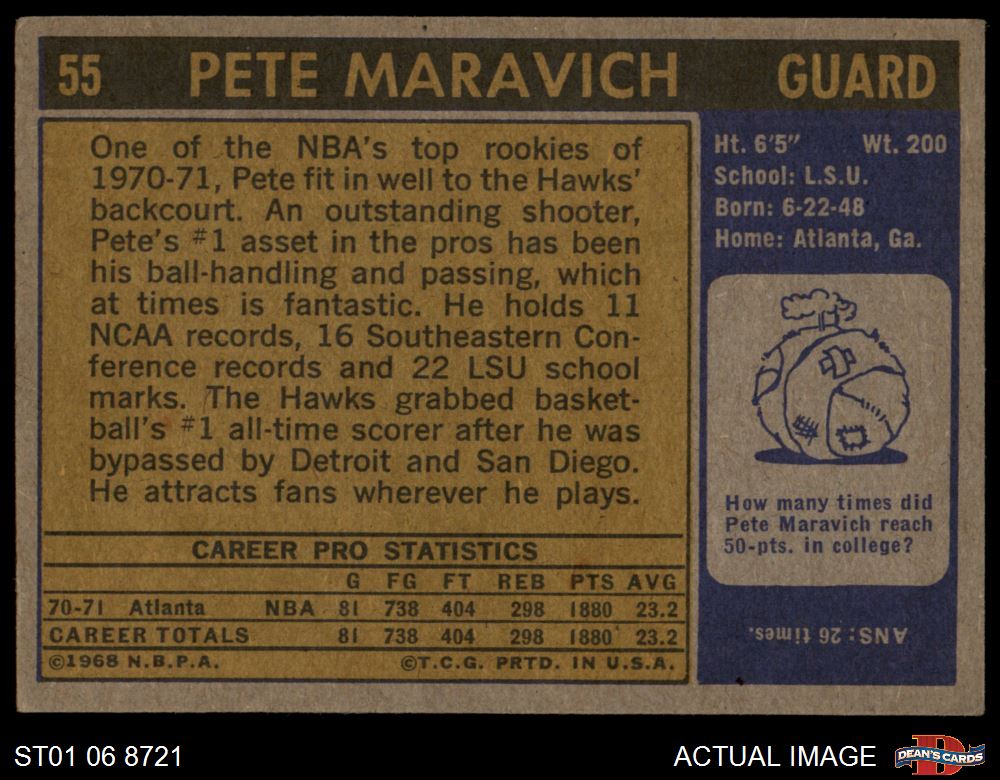 55 PETE MARAVICH GUARD
One of the NBA's top rookies of
1970-71, Pete fit in well to the Hawks'
backcourt. An outstanding shooter,
Pete's #1 asset in the pros has been
his ball-handling and passing, which
at times is fantastic. He holds 11
NCAA records, 16 Southeastern Con-
ference records and 22 LSU school
marks. The Hawks grabbed basket-
ball's #1 all-time scorer after he was
bypassed by Detroit and San Diego.
He attracts fans wherever he plays.
CAREER PRO STATISTICS
G FG FT REB PTS AVG
70-71 Atlanta NBA 81 738 404 298 1880 23.2
CAREER TOTALS 81 738 404 298 1880 23.2
©1968 N.B.P.A. ©T.C.G. PRTD. IN U.S.A.
Ht. 6'5" Wt. 200
School: L.S.U.
Born: 6-22-48
Home: Atlanta, Ga.
How many times did
Pete Maravich reach
50-pts. in college?
ANS: 26 times.
ST01 06 8721 ACTUAL IMAGE DEAN'S CARDS